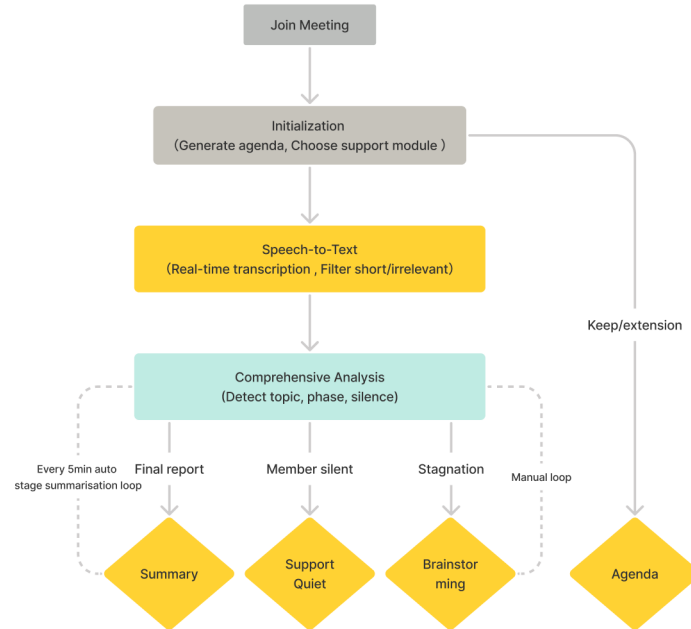 Join Meeting
Initialization
（Generate agenda, Choose support module ）
Speech-to-Text
（Real-time transcription , Filter short/irrelevant）
Keep/extension
Comprehensive Analysis
(Detect topic, phase, silence)
Every 5min auto
stage summarisation loop
Final report
Member silent
Stagnation
Manual loop
Summary
Support
Quiet
Brainstor
ming
Agenda